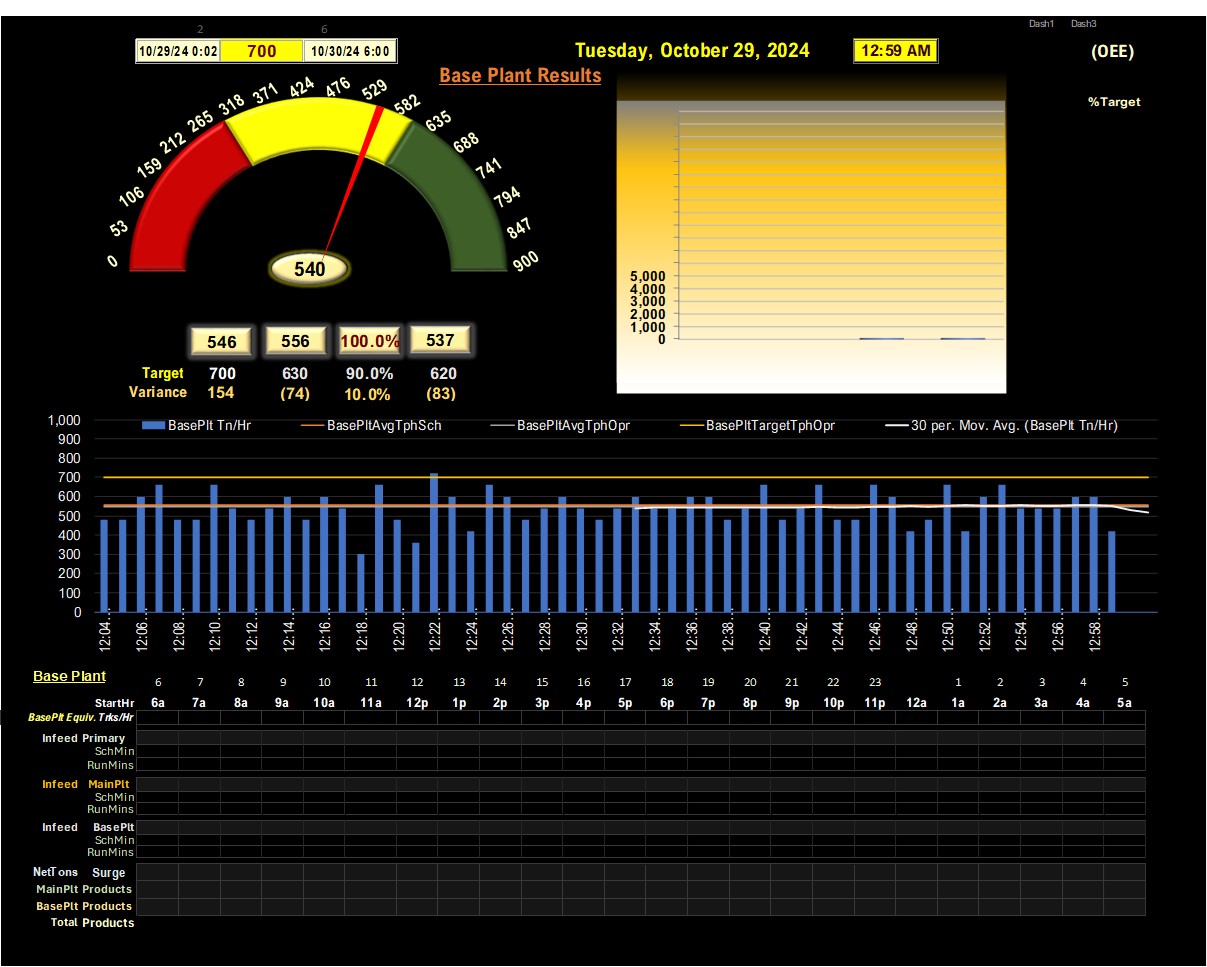 2 6 Dash1 Dash3
10/29/24 0:02 700 10/30/24 6:00 Tuesday, October 29, 2024 12:59 AM (OEE)
Base Plant Results
%Target
0 53 106 159 212 265 318 371 424 476 529 582 635 688 741 794 847 900
540
5,000
4,000
3,000
2,000
1,000
0
546 556 100.0% 537
Target 700 630 90.0% 620
Variance 154 (74) 10.0% (83)
BasePlt Tn/Hr BasePltAvgTphSch BasePltAvgTphOpr BasePltTargetTphOpr 30 per. Mov. Avg. (BasePlt Tn/Hr)
1,000
900
800
700
600
500
400
300
200
100
0
12:04… 12:06… 12:08… 12:10… 12:12… 12:14… 12:16… 12:18… 12:20… 12:22… 12:24… 12:26… 12:28… 12:30… 12:32… 12:34… 12:36… 12:38… 12:40… 12:42… 12:44… 12:46… 12:48… 12:50… 12:52… 12:54… 12:56… 12:58…
Base Plant 6 7 8 9 10 11 12 13 14 15 16 17 18 19 20 21 22 23 1 2 3 4 5
StartHr 6a 7a 8a 9a 10a 11a 12p 1p 2p 3p 4p 5p 6p 7p 8p 9p 10p 11p 12a 1a 2a 3a 4a 5a
BasePlt Equiv. Trks/Hr
Infeed Primary
SchMin
RunMins
Infeed MainPlt
SchMin
RunMins
Infeed BasePlt
SchMin
RunMins
NetTons Surge
MainPlt Products
BasePlt Products
Total Products